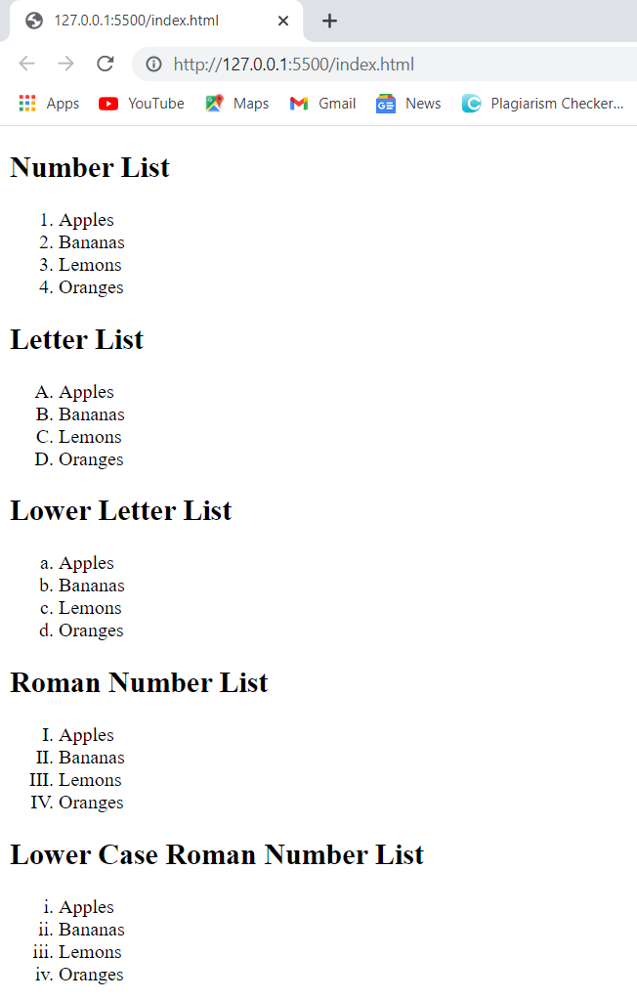 127.0.0.1:5500/index.html
http://127.0.0.1:5500/index.html
Apps YouTube Maps Gmail GE News C Plagiarism Checker...
Number List
1. Apples
2. Bananas
3. Lemons
4. Oranges
Letter List
A. Apples
B. Bananas
C. Lemons
D. Oranges
Lower Letter List
a. Apples
b. Bananas
c. Lemons
d. Oranges
Roman Number List
I. Apples
II. Bananas
III. Lemons
IV. Oranges
Lower Case Roman Number List
i. Apples
ii. Bananas
iii. Lemons
iv. Oranges